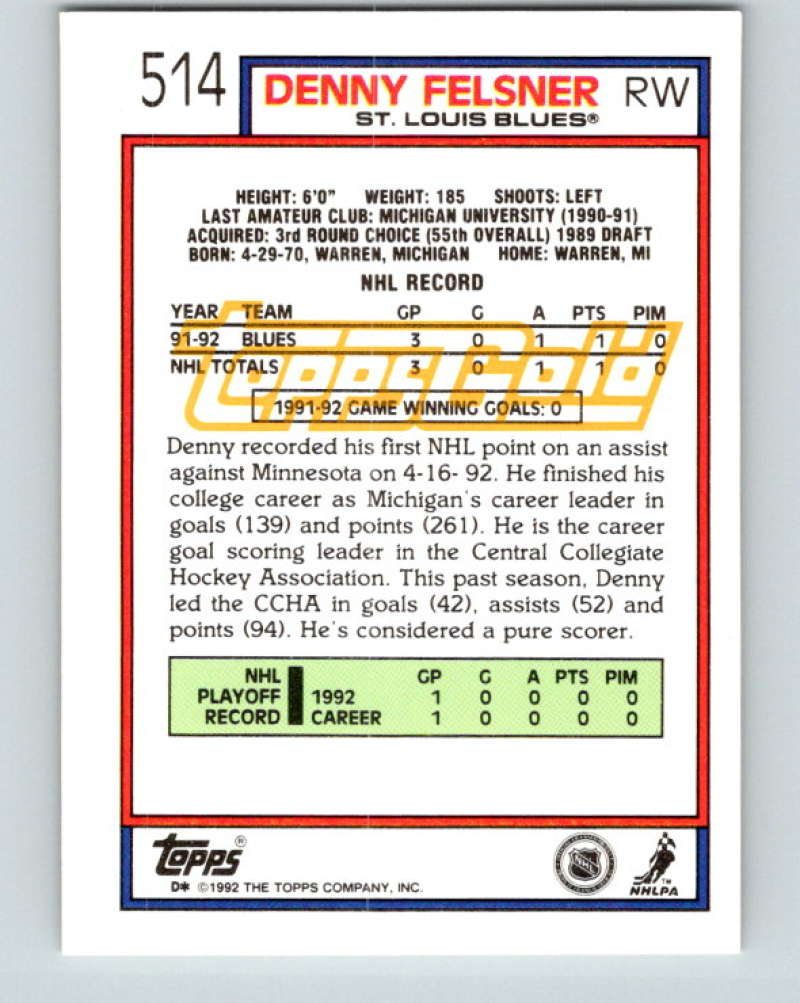 514 DENNY FELSNER RW
ST. LOUIS BLUES®
HEIGHT: 6'0" WEIGHT: 185 SHOOTS: LEFT
LAST AMATEUR CLUB: MICHIGAN UNIVERSITY (1990-91)
ACQUIRED: 3rd ROUND CHOICE (55th OVERALL) 1989 DRAFT
BORN: 4-29-70, WARREN, MICHIGAN HOME: WARREN, MI
NHL RECORD
YEAR TEAM GP G A PTS PIM
91-92 BLUES 3 0 1 1 0
NHL TOTALS 3 0 1 1 0
ToppsGold
1991-92 GAME WINNING GOALS: 0
Denny recorded his first NHL point on an assist
against Minnesota on 4-16- 92. He finished his
college career as Michigan's career leader in
goals (139) and points (261). He is the career
goal scoring leader in the Central Collegiate
Hockey Association. This past season, Denny
led the CCHA in goals (42), assists (52) and
points (94). He's considered a pure scorer.
NHL GP G A PTS PIM
PLAYOFF 1992 1 0 0 0 0
RECORD CAREER 1 0 0 0 0
topps®
D* ©1992 THE TOPPS COMPANY, INC.
NHL
NHLPA™